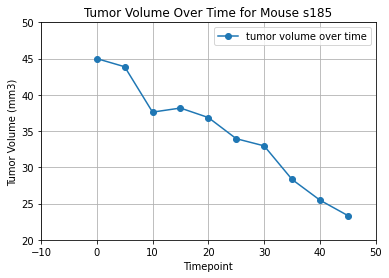 Tumor Volume Over Time for Mouse s185
50
tumor volume over time
45
40
35
30
25
20
Tumor Volume (mm3)
-10 0 10 20 30 40 50
Timepoint